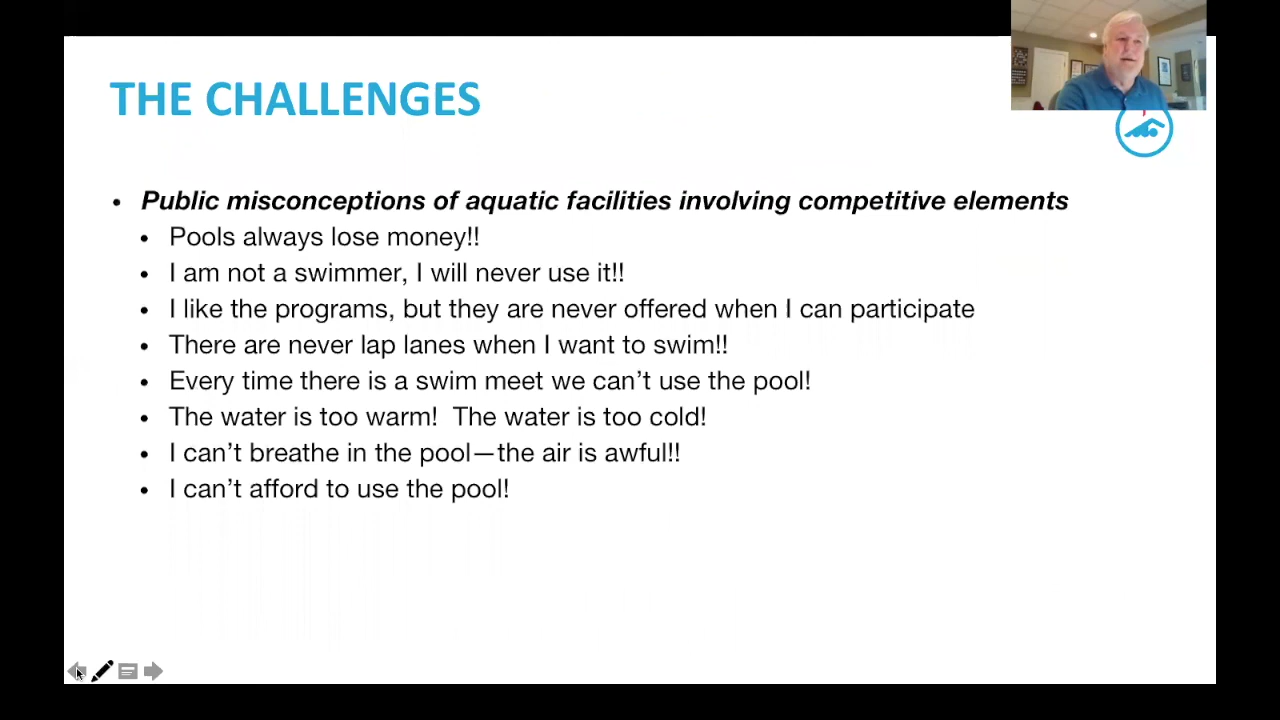 THE CHALLENGES
• Public misconceptions of aquatic facilities involving competitive elements
• Pools always lose money!!
• I am not a swimmer, I will never use it!!
• I like the programs, but they are never offered when I can participate
• There are never lap lanes when I want to swim!!
• Every time there is a swim meet we can’t use the pool!
• The water is too warm!  The water is too cold!
• I can’t breathe in the pool—the air is awful!!
• I can’t afford to use the pool!